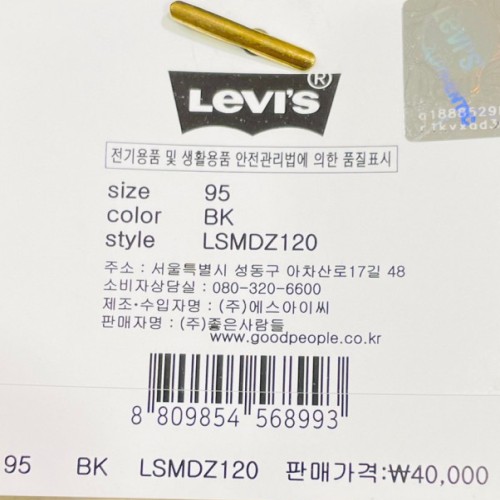 LEVI'S®
전기용품 및 생활용품 안전관리법에 의한 품질표시
size 95
color BK
style LSMDZ120
주소 : 서울특별시 성동구 아차산로17길 48
소비자상담실 : 080-320-6600
제조·수입자명 : (주)에스아이씨
판매자명 : (주)좋은사람들
www.goodpeople.co.kr
8 809854 568993
95 BK LSMDZ120 판매가격:₩40,000